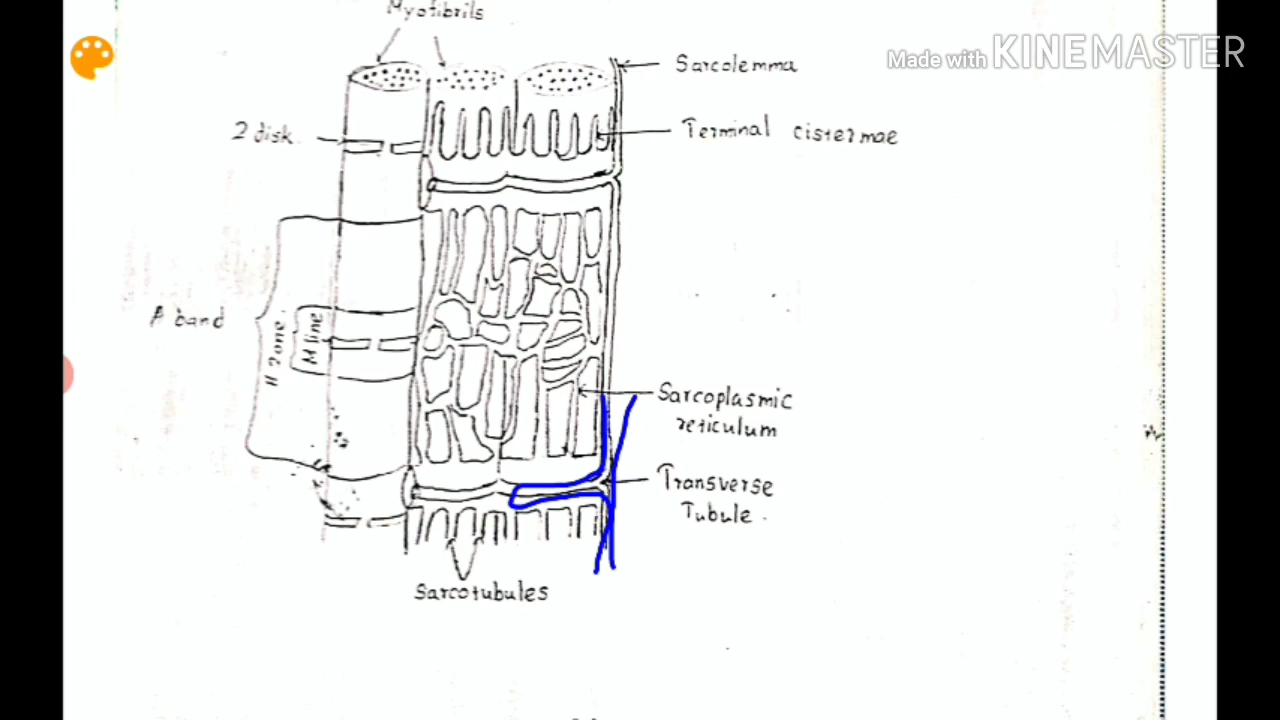 Myofibrils
Made with KINEMASTER
Sarcolemma
Z disk
Terminal cisternae
A band
H zone
M line
Sarcoplasmic
reticulum
Transverse
Tubule.
Sarcotubules